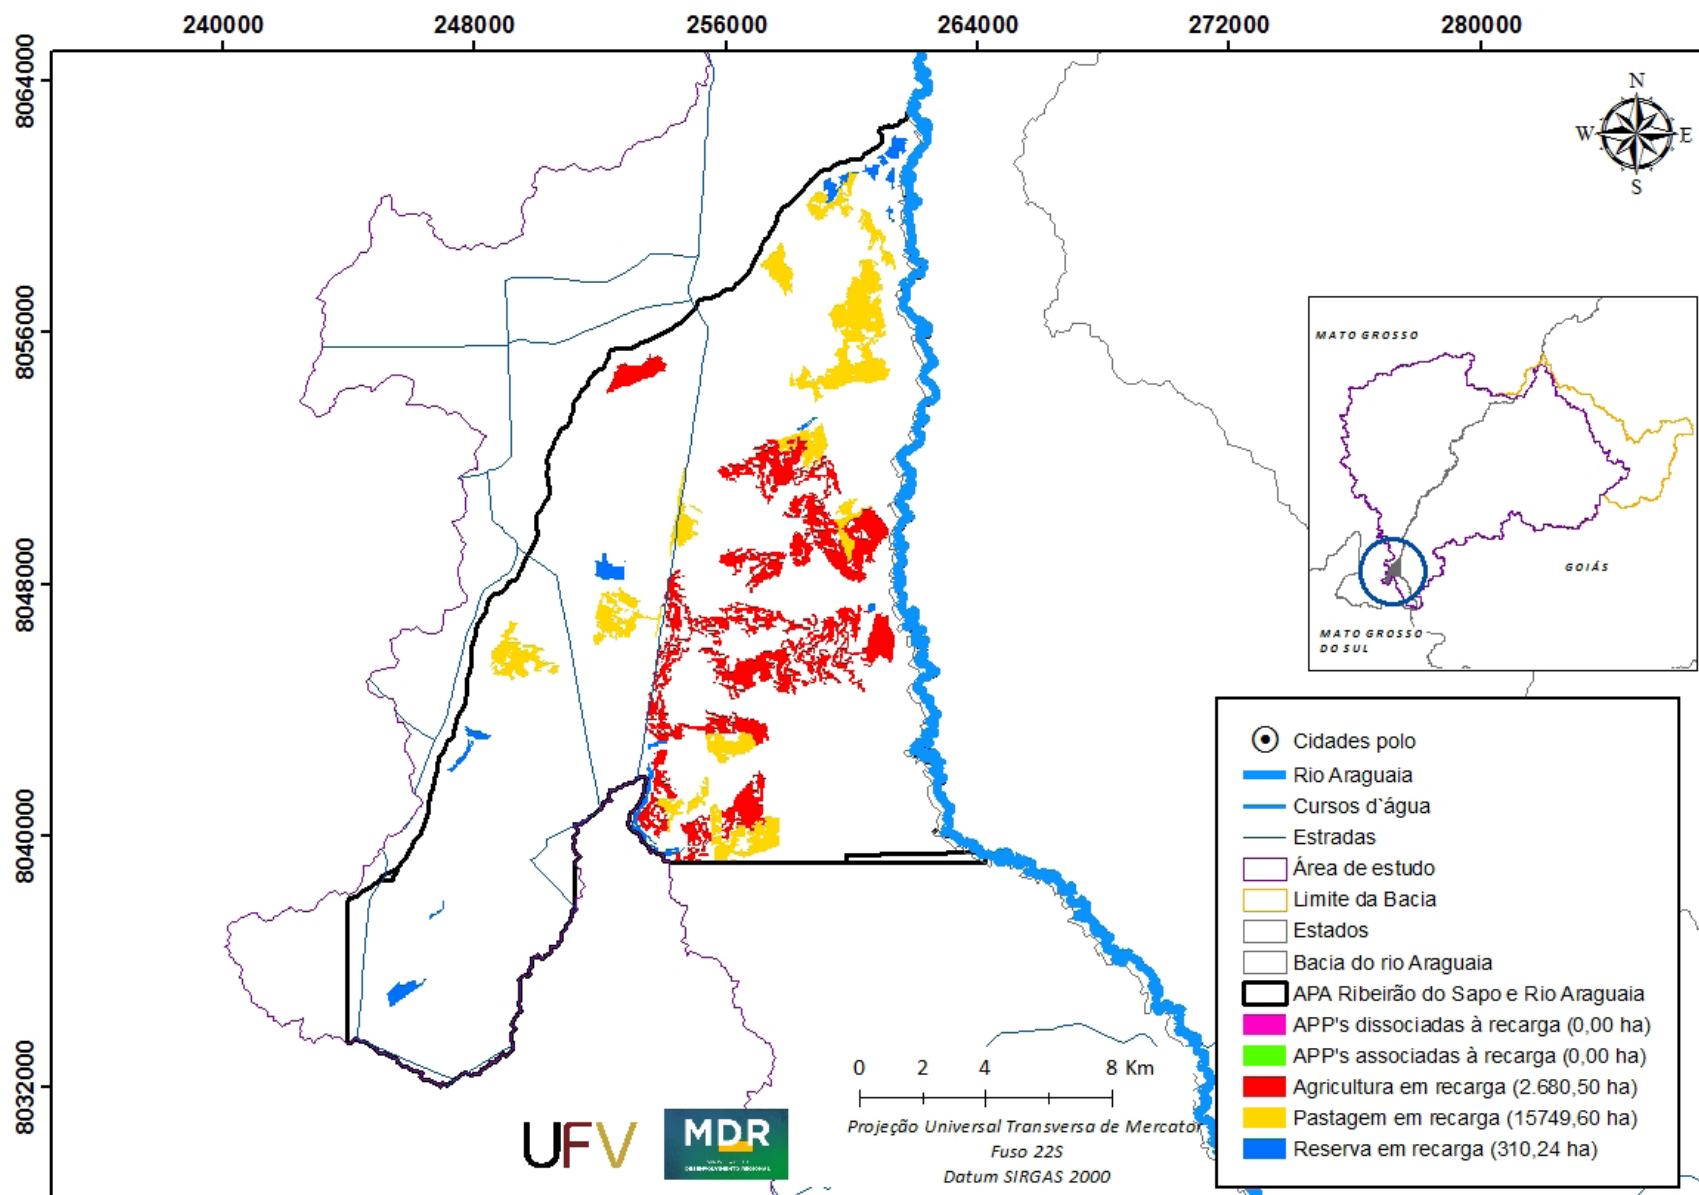 240000 248000 256000 264000 272000 280000
8064000
8056000
8048000
8040000
8032000
N
W E
S
MATO GROSSO
GOIÁS
MATO GROSSO
DO SUL
Cidades polo
Rio Araguaia
Cursos d`água
Estradas
Área de estudo
Limite da Bacia
Estados
Bacia do rio Araguaia
APA Ribeirão do Sapo e Rio Araguaia
APP's dissociadas à recarga (0,00 ha)
APP's associadas à recarga (0,00 ha)
Agricultura em recarga (2.680,50 ha)
Pastagem em recarga (15749,60 ha)
Reserva em recarga (310,24 ha)
0 2 4 8 Km
Projeção Universal Transversa de Mercator
Fuso 22S
Datum SIRGAS 2000
UFV
MDR
DESENVOLVIMENTO REGIONAL